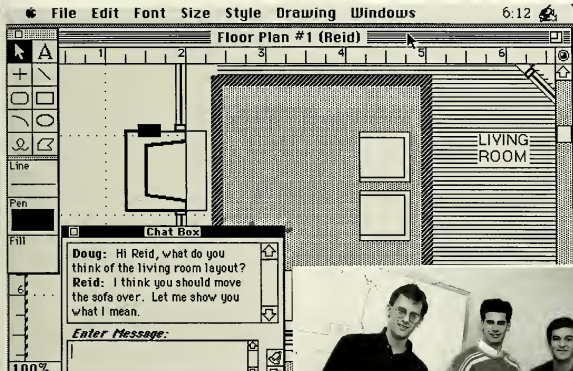 File Edit Font Size Style Drawing Windows 6:12
Floor Plan #1 (Reid)
A
1 2 3 4 5 6
LIVING
ROOM
Line
Pen
Fill
Chat Box
Doug: Hi Reid, what do you
think of the living room layout?
Reid: I think you should move
the sofa over. Let me show you
what I mean.
Enter Message:
6
100%